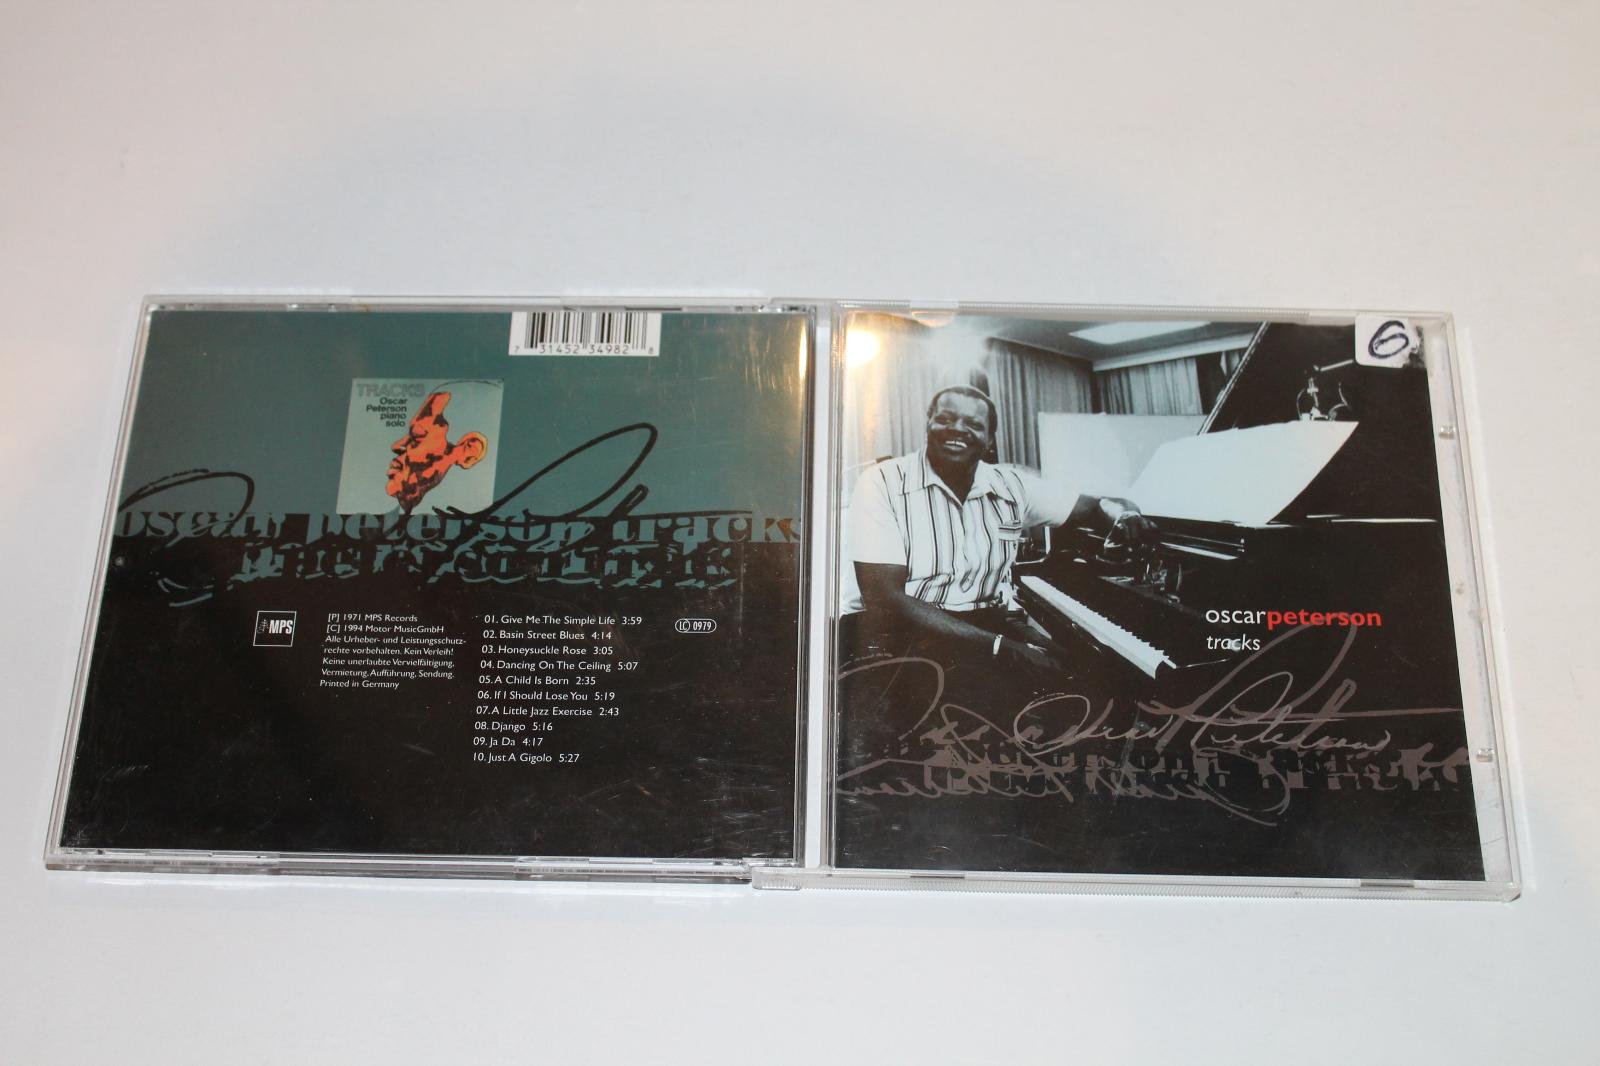 7 31452 34982 8
TRACKS
Oscar
Peterson
piano
solo
oscar peterson tracks
MPS
[P] 1971 MPS Records
[C] 1994 Motor MusicGmbH
Alle Urheber- und Leistungsschutz-
rechte vorbehalten. Kein Verleih!
Keine unerlaubte Vervielfältigung,
Vermietung, Aufführung, Sendung.
Printed in Germany
01. Give Me The Simple Life 3:59
02. Basin Street Blues 4:14
03. Honeysuckle Rose 3:05
04. Dancing On The Ceiling 5:07
05. A Child Is Born 2:35
06. If I Should Lose You 5:19
07. A Little Jazz Exercise 2:43
08. Django 5:16
09. Ja Da 4:17
10. Just A Gigolo 5:27
LC 0979
6
oscarpeterson
tracks
Oscar Peterson